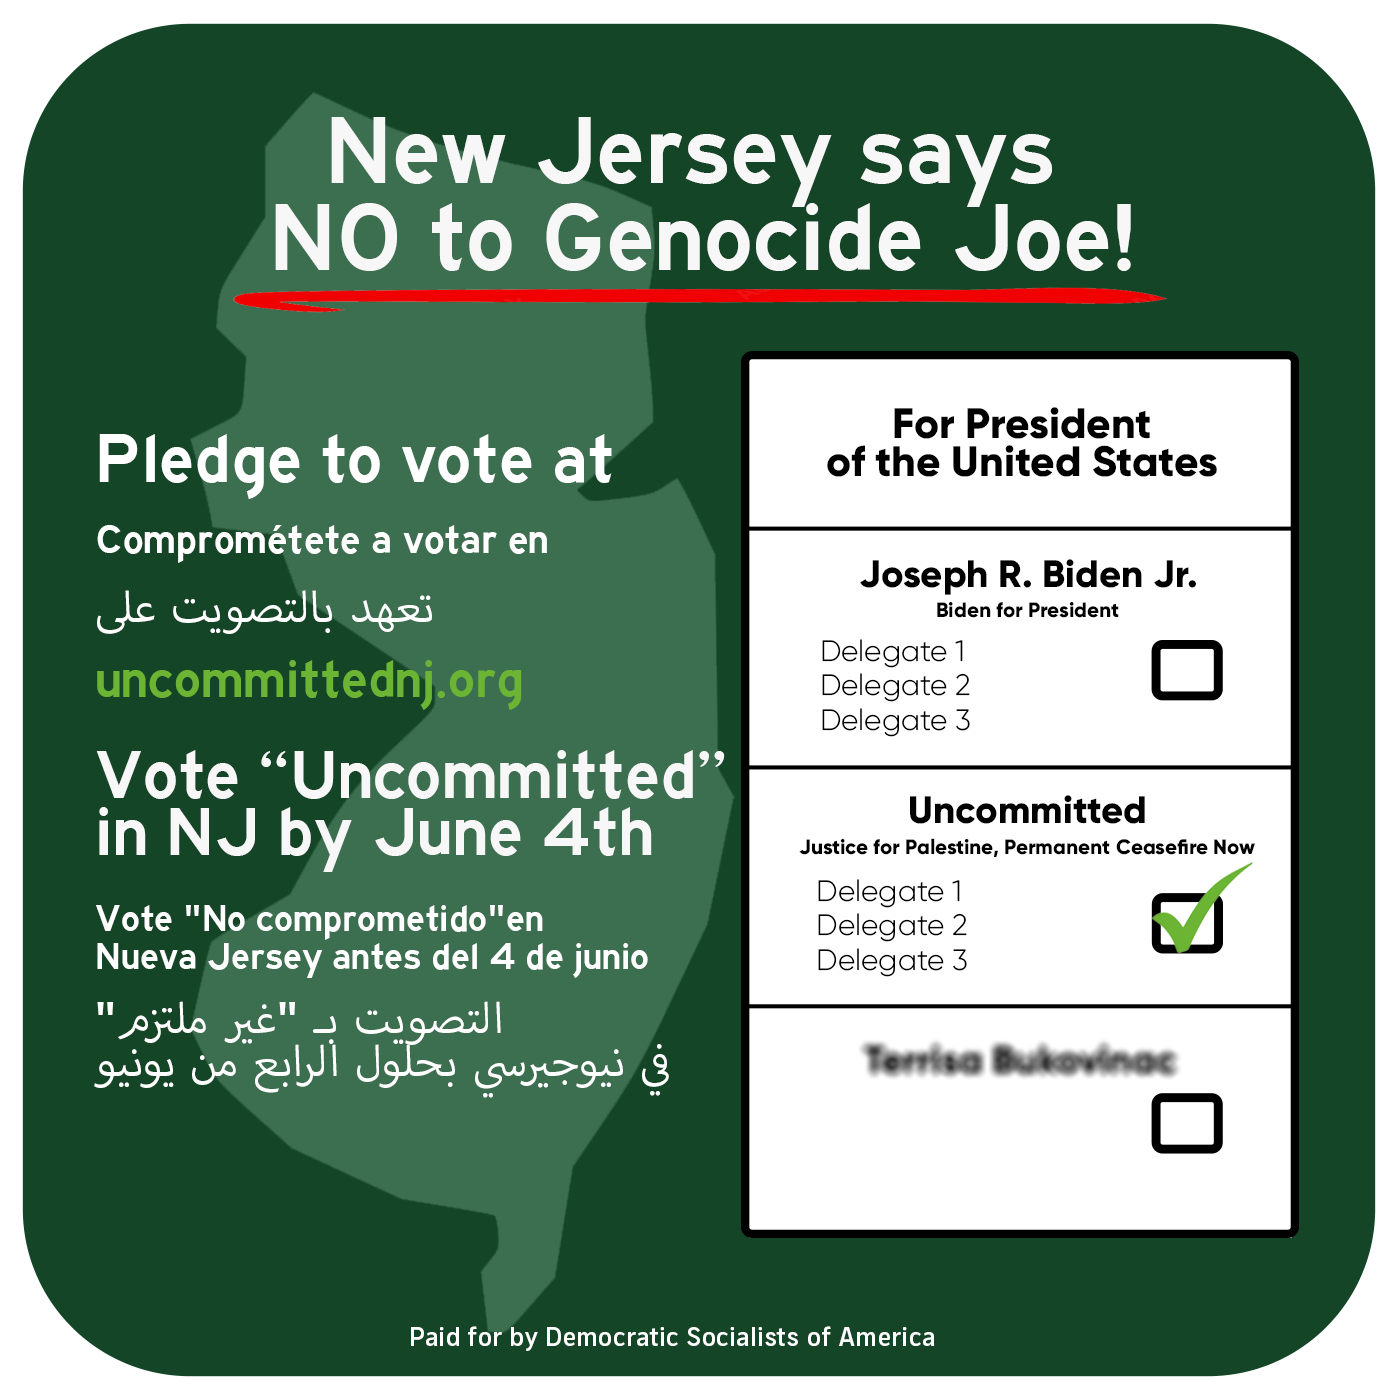 New Jersey says
NO to Genocide Joe!
Pledge to vote at
Comprométete a votar en
تعهد بالتصويت على
uncommittednj.org
Vote “Uncommitted”
in NJ by June 4th
Vote "No comprometido"en
Nueva Jersey antes del 4 de junio
التصويت بـ "غير ملتزم"
في نيوجيرسي بحلول الرابع من يونيو
For President
of the United States
Joseph R. Biden Jr.
Biden for President
Delegate 1
Delegate 2
Delegate 3
Uncommitted
Justice for Palestine, Permanent Ceasefire Now
Delegate 1
Delegate 2
Delegate 3
Terrisa Bukovinac
Paid for by Democratic Socialists of America